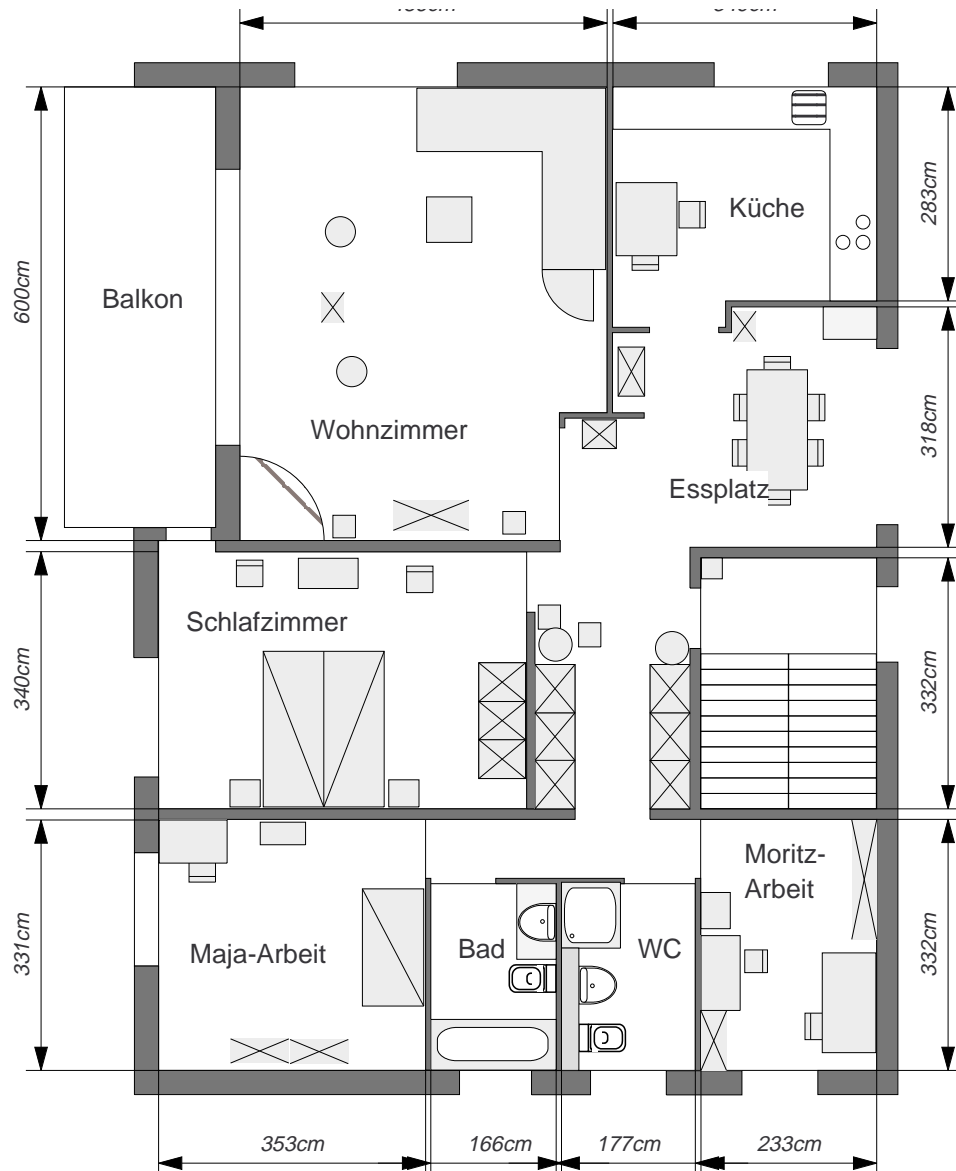 283cm
Küche
600cm
Balkon
318cm
Wohnzimmer
Essplatz
Schlafzimmer
340cm
332cm
Moritz-
Arbeit
331cm
Maja-Arbeit
Bad
WC
332cm
353cm
166cm
177cm
233cm